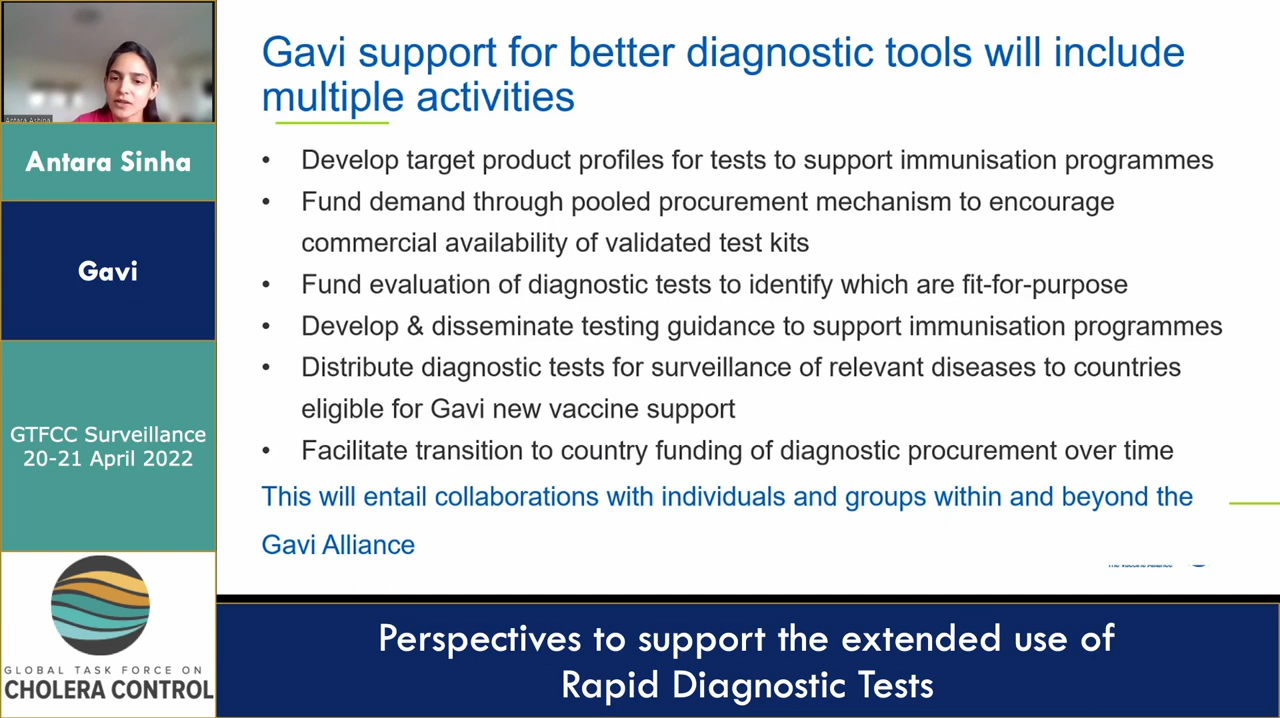 Antara Sinha
Gavi
GTFCC Surveillance
20-21 April 2022
GLOBAL TASK FORCE ON
CHOLERA CONTROL
Gavi support for better diagnostic tools will include
multiple activities
• Develop target product profiles for tests to support immunisation programmes
• Fund demand through pooled procurement mechanism to encourage
commercial availability of validated test kits
• Fund evaluation of diagnostic tests to identify which are fit-for-purpose
• Develop & disseminate testing guidance to support immunisation programmes
• Distribute diagnostic tests for surveillance of relevant diseases to countries
eligible for Gavi new vaccine support
• Facilitate transition to country funding of diagnostic procurement over time
This will entail collaborations with individuals and groups within and beyond the
Gavi Alliance
Perspectives to support the extended use of
Rapid Diagnostic Tests